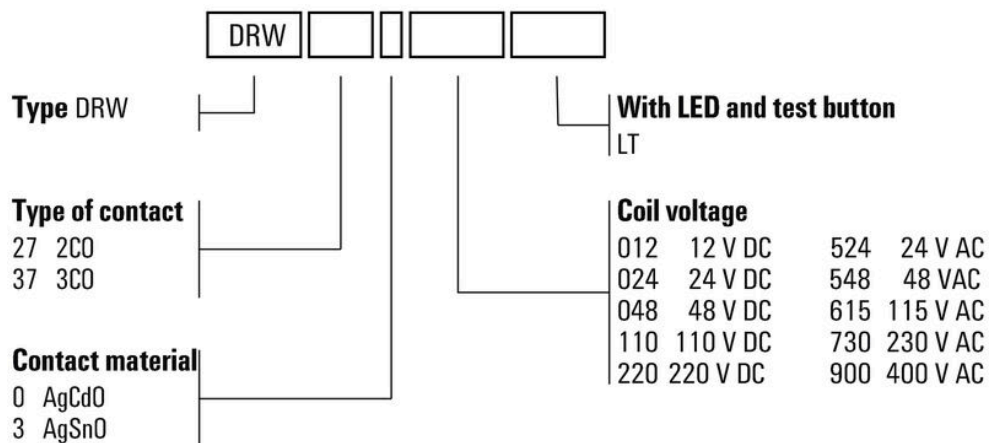 DRW
Type DRW
With LED and test button
LT
Type of contact
27 2CO
37 3CO
Coil voltage
012 12 V DC 524 24 V AC
024 24 V DC 548 48 VAC
048 48 V DC 615 115 V AC
110 110 V DC 730 230 V AC
220 220 V DC 900 400 V AC
Contact material
0 AgCdO
3 AgSnO